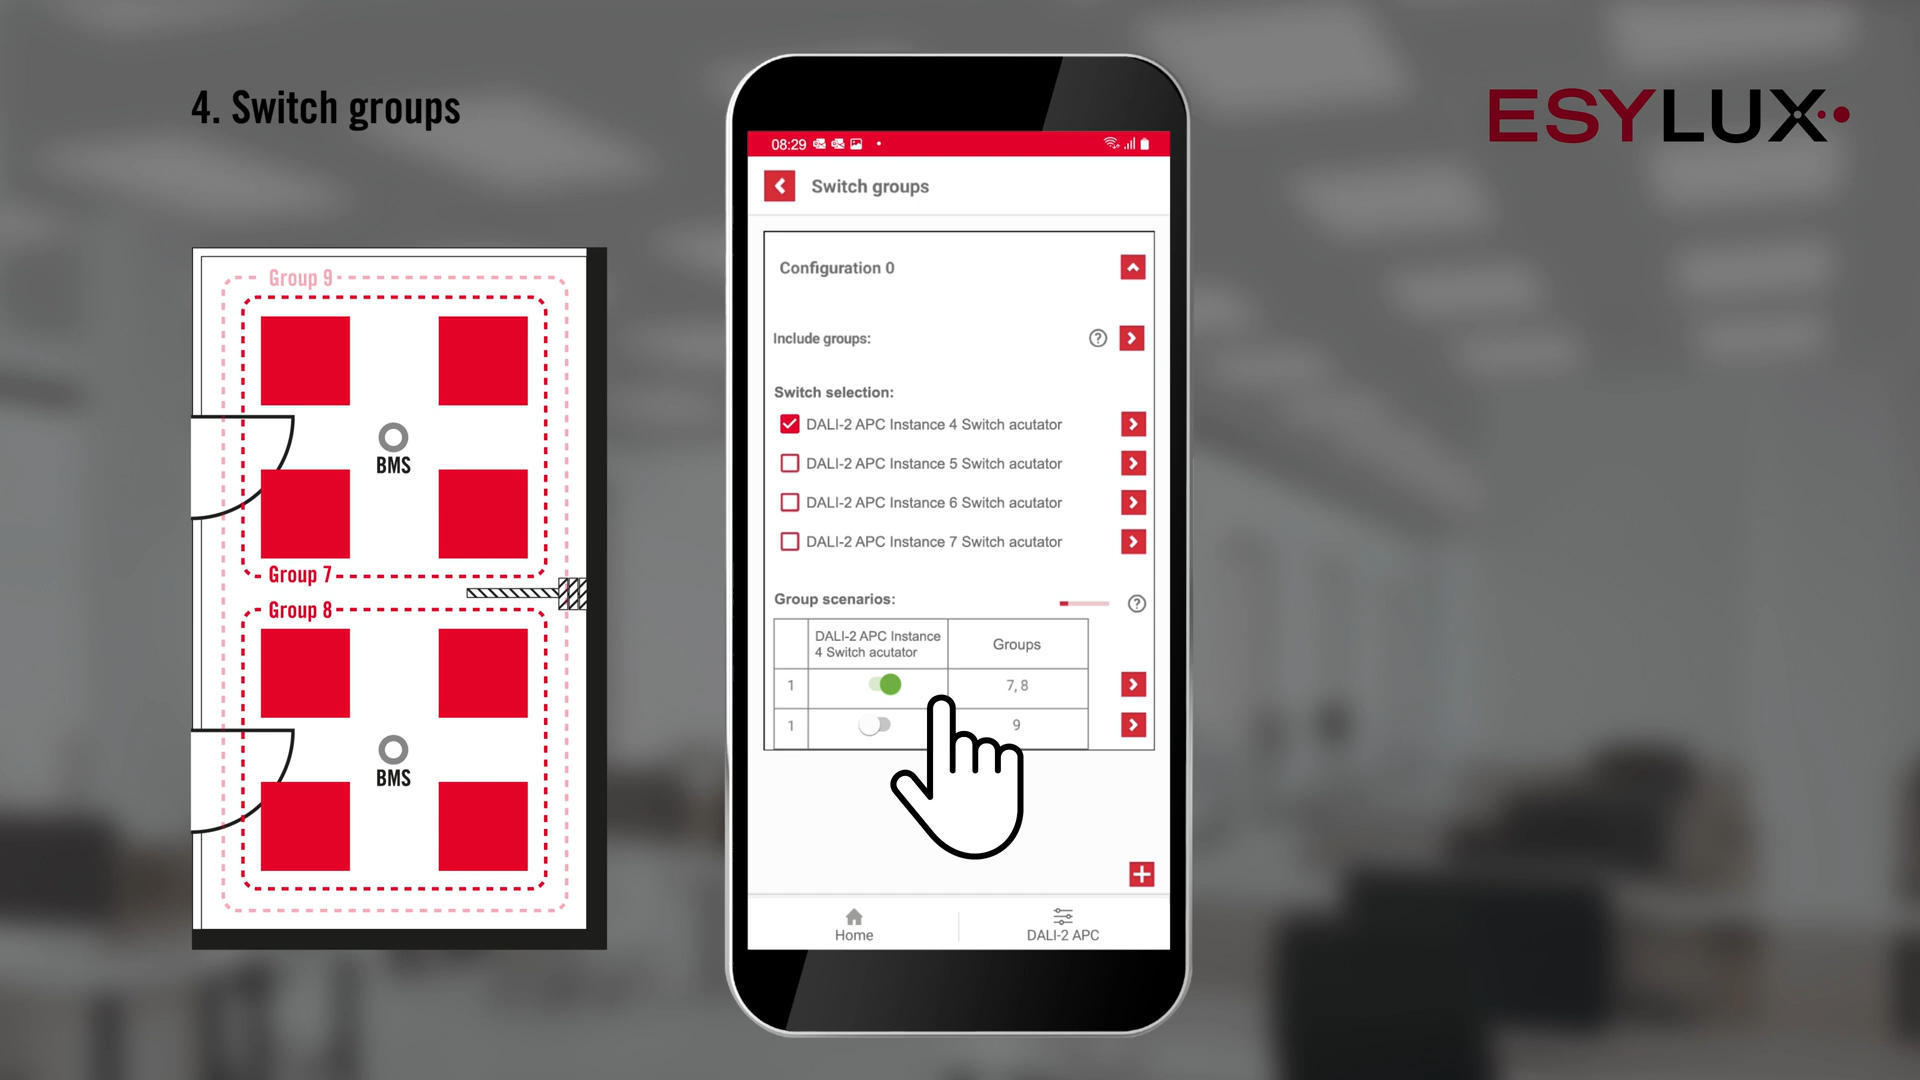 4. Switch groups
ESYLUX
Group 9
BMS
Group 7
Group 8
BMS
08:29
Switch groups
Configuration 0
Include groups:
?
Switch selection:
DALI-2 APC Instance 4 Switch acutator
DALI-2 APC Instance 5 Switch acutator
DALI-2 APC Instance 6 Switch acutator
DALI-2 APC Instance 7 Switch acutator
Group scenarios:
?
DALI-2 APC Instance
4 Switch acutator
Groups
1
7, 8
1
9
Home
DALI-2 APC